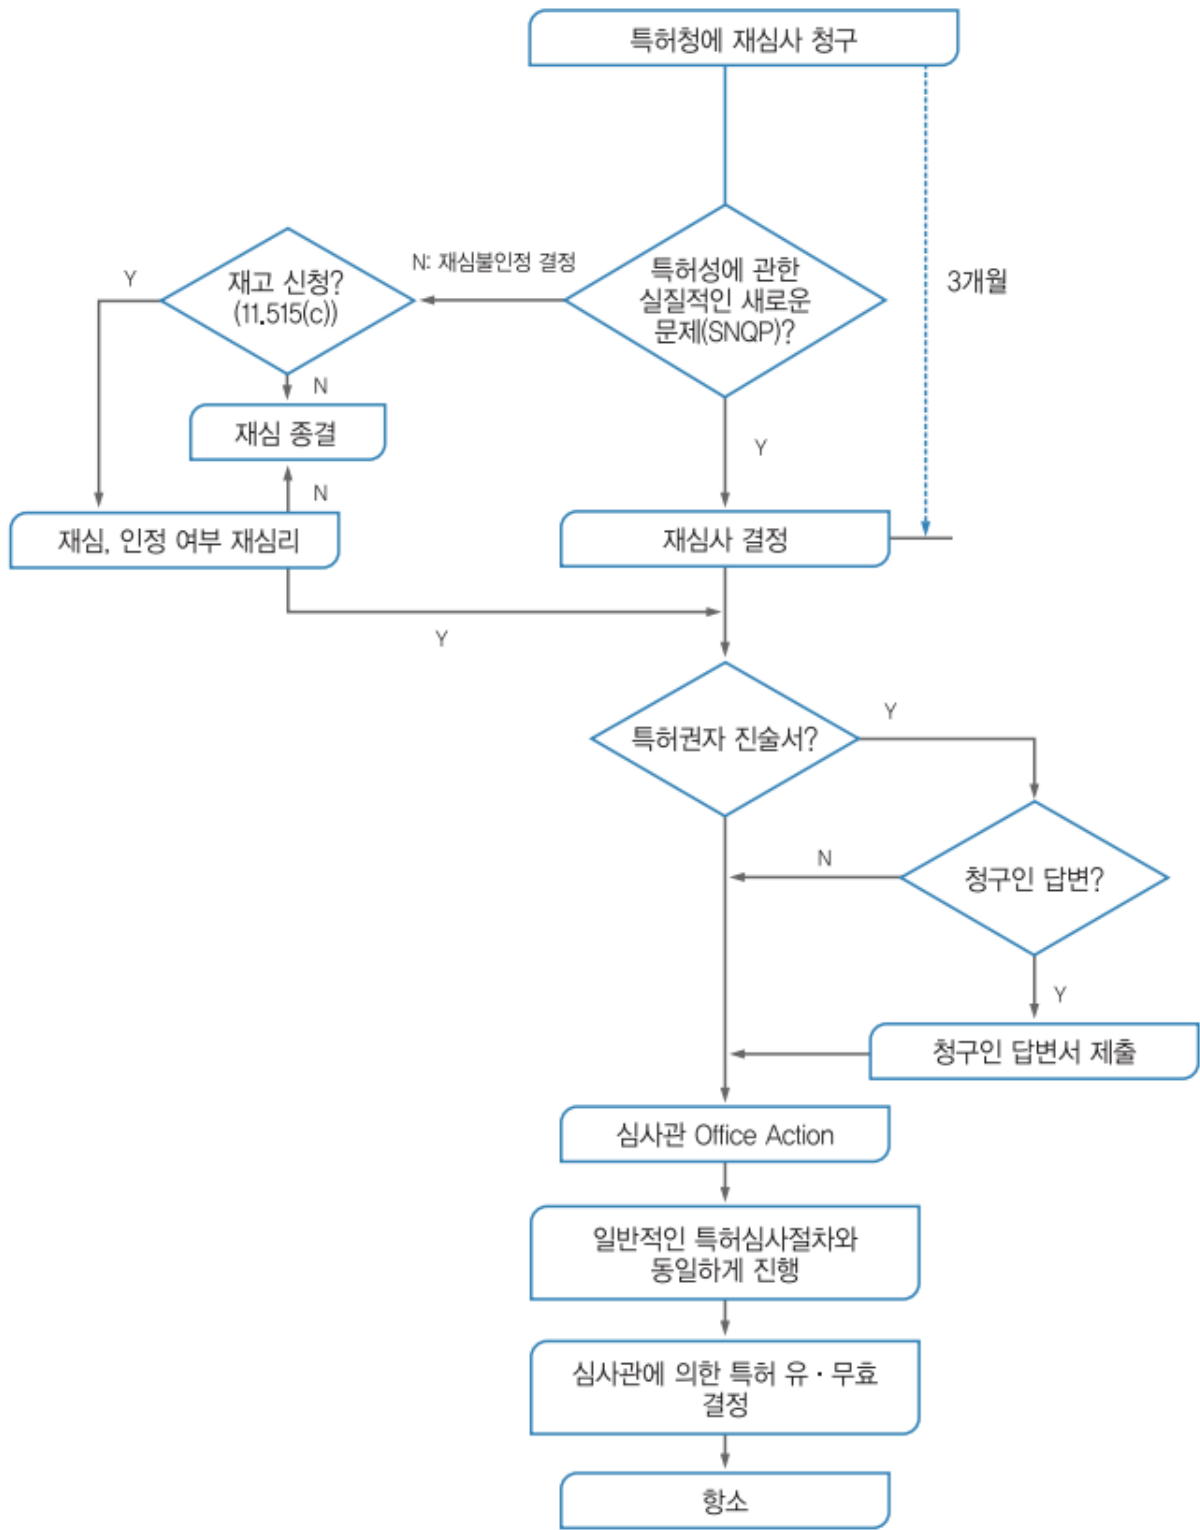 특허청에 재심사 청구
N: 재심불인정 결정
Y
재고 신청?
(11.515(c))
특허성에 관한
실질적인 새로운
문제(SNQP)?
3개월
N
재심 종결
Y
N
재심, 인정 여부 재심리
재심사 결정
Y
특허권자 진술서?
Y
N
청구인 답변?
Y
청구인 답변서 제출
심사관 Office Action
일반적인 특허심사절차와
동일하게 진행
심사관에 의한 특허 유·무효
결정
항소